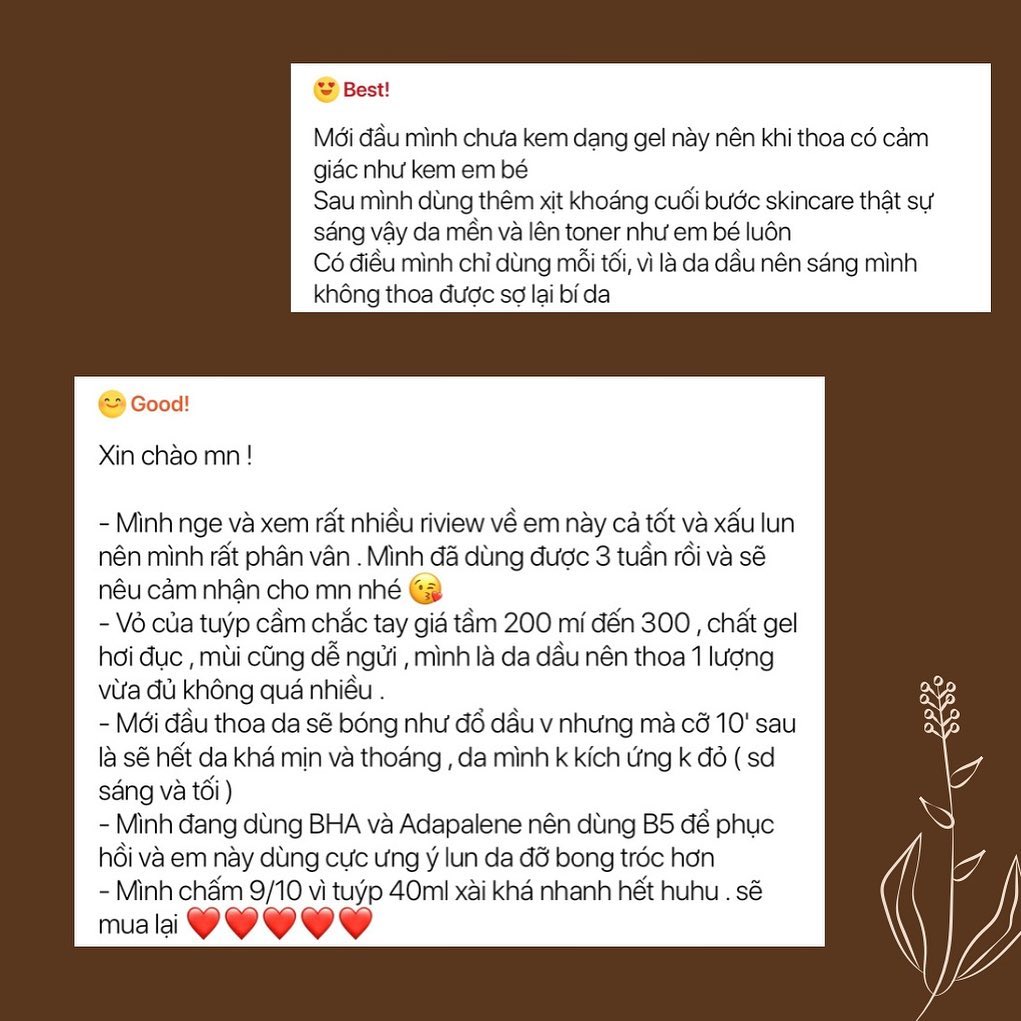 😍 Best!
Mới đầu mình chưa kem dạng gel này nên khi thoa có cảm
giác như kem em bé
Sau mình dùng thêm xịt khoáng cuối bước skincare thật sự
sáng vậy da mền và lên toner như em bé luôn
Có điều mình chỉ dùng mỗi tối, vì là da dầu nên sáng mình
không thoa được sợ lại bí da
😊 Good!
Xin chào mn !
- Mình nge và xem rất nhiều riview về em này cả tốt và xấu lun
nên mình rất phân vân . Mình đã dùng được 3 tuần rồi và sẽ
nêu cảm nhận cho mn nhé 😘
- Vỏ của tuýp cầm chắc tay giá tầm 200 mí đến 300 , chất gel
hơi đục , mùi cũng dễ ngửi , mình là da dầu nên thoa 1 lượng
vừa đủ không quá nhiều .
- Mới đầu thoa da sẽ bóng như đổ dầu v nhưng mà cỡ 10' sau
là sẽ hết da khá mịn và thoáng , da mình k kích ứng k đỏ ( sd
sáng và tối )
- Mình đang dùng BHA và Adapalene nên dùng B5 để phục
hồi và em này dùng cực ưng ý lun da đỡ bong tróc hơn
- Mình chấm 9/10 vì tuýp 40ml xài khá nhanh hết huhu . sẽ
mua lại ❤️❤️❤️❤️❤️